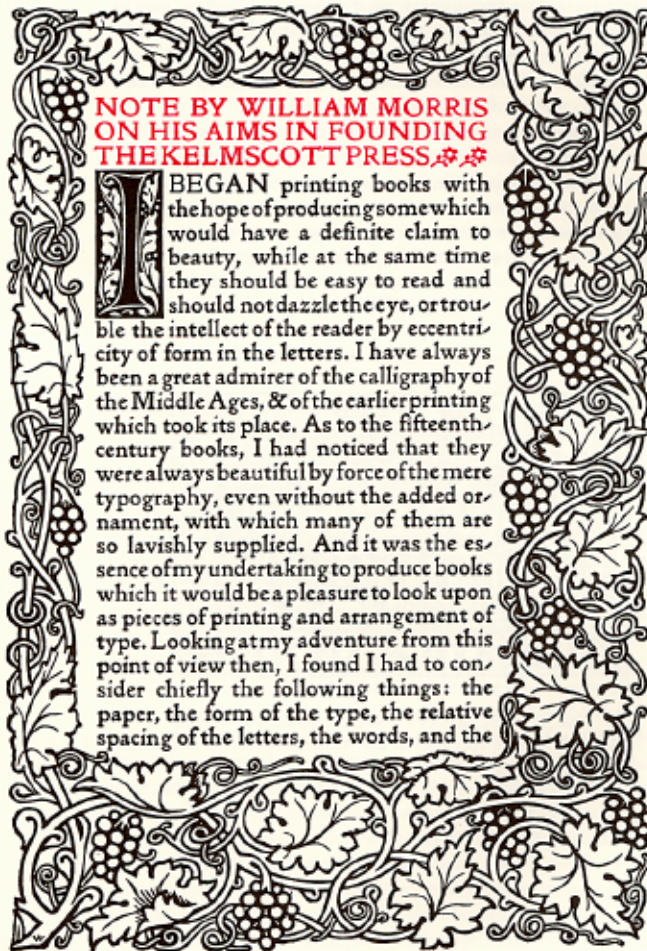 NOTE BY WILLIAM MORRIS
ON HIS AIMS IN FOUNDING
THE KELMSCOTT PRESS
I BEGAN printing books with
the hope of producing some which
would have a definite claim to
beauty, while at the same time
they should be easy to read and
should not dazzle the eye, or trou-
ble the intellect of the reader by eccentri-
city of form in the letters. I have always
been a great admirer of the calligraphy of
the Middle Ages, & of the earlier printing
which took its place. As to the fifteenth-
century books, I had noticed that they
were always beautiful by force of the mere
typography, even without the added or-
nament, with which many of them are
so lavishly supplied. And it was the es-
sence of my undertaking to produce books
which it would be a pleasure to look upon
as pieces of printing and arrangement of
type. Looking at my adventure from this
point of view then, I found I had to con-
sider chiefly the following things: the
paper, the form of the type, the relative
spacing of the letters, the words, and the